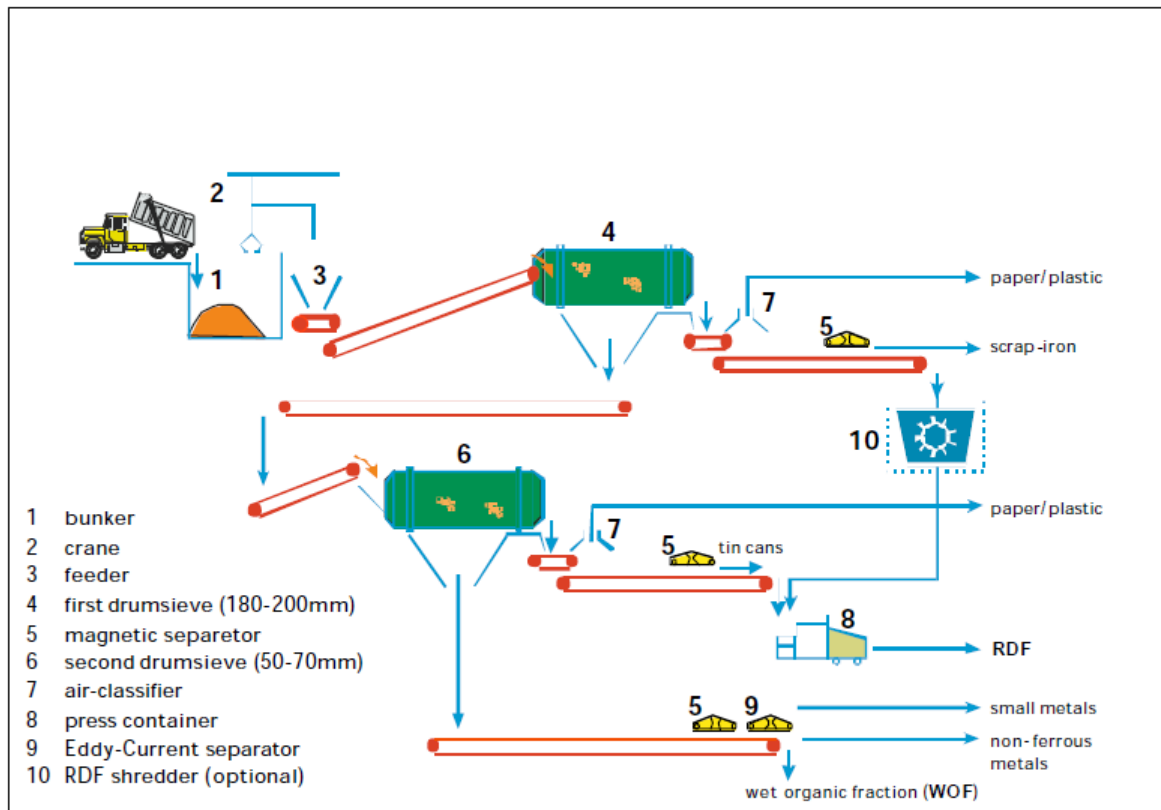 2
4
1
3
7
paper/plastic
5
scrap-iron
10
6
7
paper/plastic
5
tin cans
8
RDF
5
9
small metals
non-ferrous
metals
wet organic fraction (WOF)
1 bunker
2 crane
3 feeder
4 first drumsieve (180-200mm)
5 magnetic separetor
6 second drumsieve (50-70mm)
7 air-classifier
8 press container
9 Eddy-Current separator
10 RDF shredder (optional)